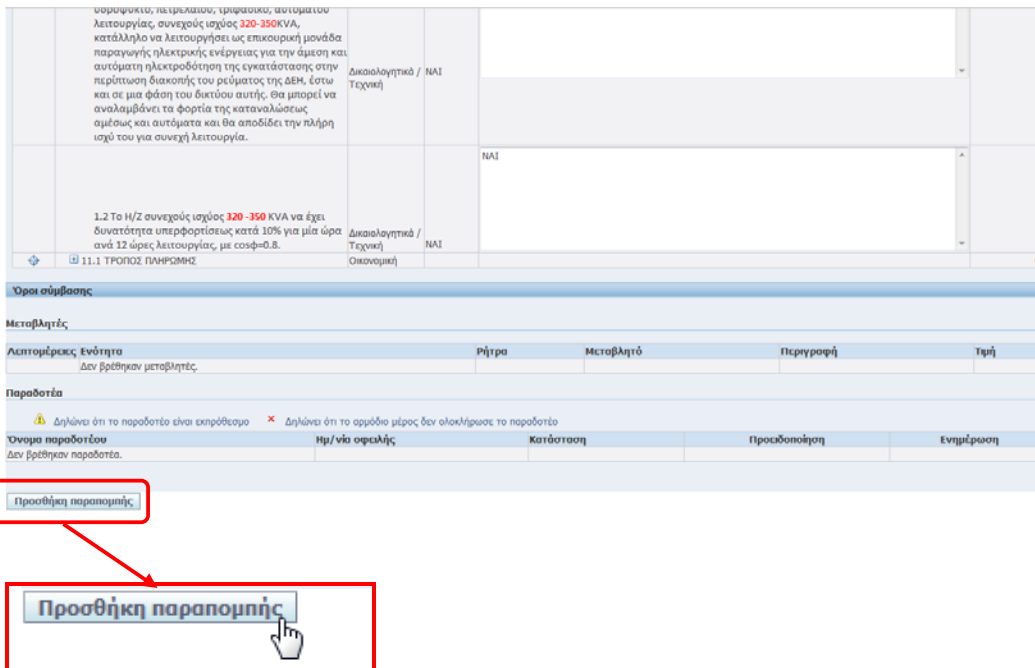 υδρόψυκτο, πετρελαίου, τριφασικό, αυτόματου
λειτουργίας, συνεχούς ισχύος 320-350KVA,
κατάλληλο να λειτουργήσει ως επικουρική μονάδα
παραγωγής ηλεκτρικής ενέργειας για την άμεση και
αυτόματη ηλεκτροδότηση της εγκατάστασης στην
περίπτωση διακοπής του ρεύματος της ΔΕΗ, έστω
και σε μια φάση του δικτύου αυτής. Θα μπορεί να
αναλαμβάνει τα φορτία της καταναλώσεως
αμέσως και αυτόματα και θα αποδίδει την πλήρη
ισχύ του για συνεχή λειτουργία.
Δικαιολογητικά / ΝΑΙ
Τεχνική
ΝΑΙ
1.2 Το Η/Ζ συνεχούς ισχύος 320 -350 KVA να έχει
δυνατότητα υπερφορτίσεως κατά 10% για μία ώρα
ανά 12 ώρες λειτουργίας, με cosφ=0.8.
Δικαιολογητικά /
Τεχνική ΝΑΙ
11.1 ΤΡΟΠΟΣ ΠΛΗΡΩΜΗΣ Οικονομική
Όροι σύμβασης
Μεταβλητές
Λεπτομέρειες Ενότητα Ρήτρα Μεταβλητό Περιγραφή Τιμή
Δεν βρέθηκαν μεταβλητές.
Παραδοτέα
Δηλώνει ότι το παραδοτέο είναι εκπρόθεσμο Δηλώνει ότι το αρμόδιο μέρος δεν ολοκλήρωσε το παραδοτέο
Όνομα παραδοτέου Ημ/νία οφειλής Κατάσταση Προειδοποίηση Ενημέρωση
Δεν βρέθηκαν παραδοτέα.
Προσθήκη παραπομπής
Προσθήκη παραπομπής